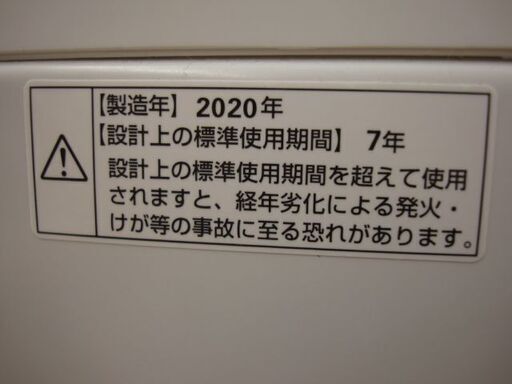 【製造年】 2020年
【設計上の標準使用期間】 7年
設計上の標準使用期間を超えて使用
されますと、経年劣化による発火・
けが等の事故に至る恐れがあります。